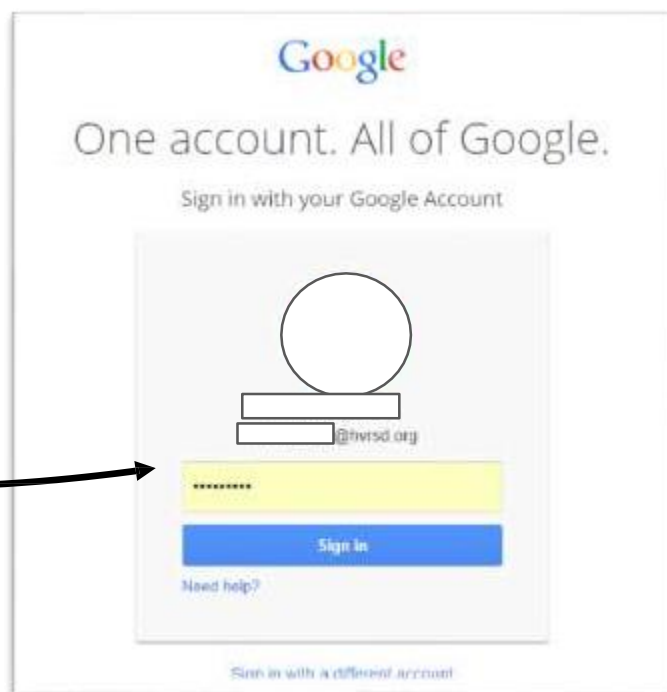 Google
One account. All of Google.
Sign in with your Google Account
@hvrsd.org
•••••••••
Sign in
Need help?
Sign in with a different account